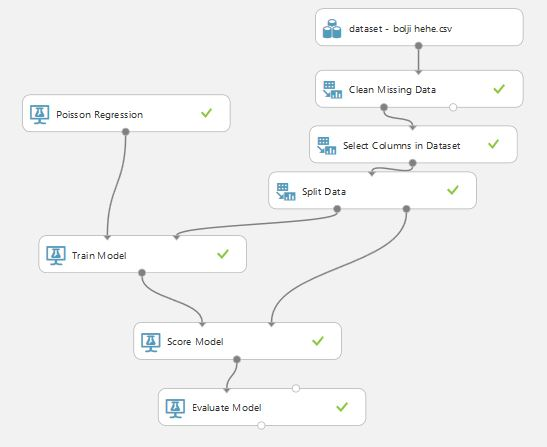 dataset - bolji hehe.csv
Clean Missing Data
Poisson Regression
Select Columns in Dataset
Split Data
Train Model
Score Model
Evaluate Model